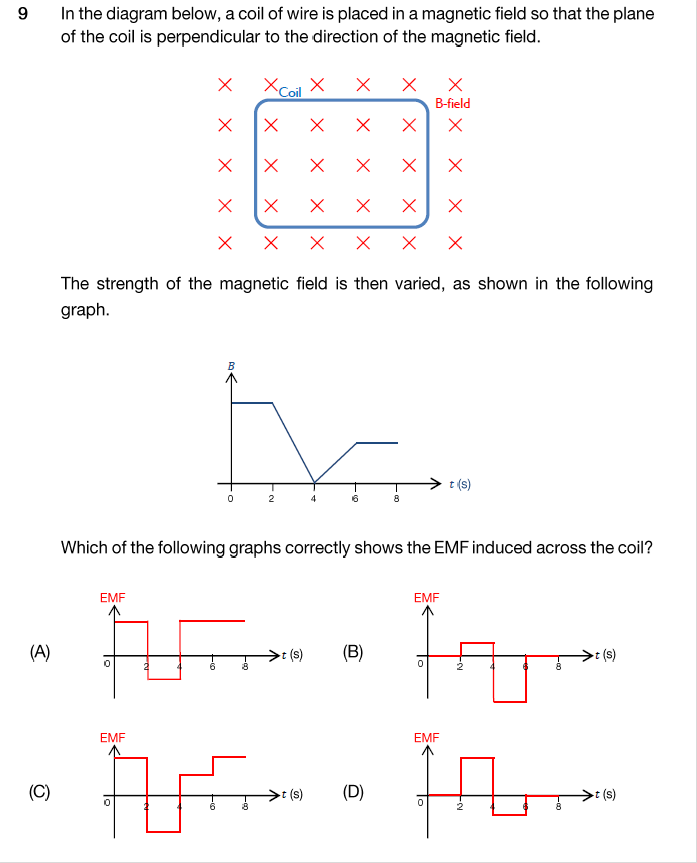 9 In the diagram below, a coil of wire is placed in a magnetic field so that the plane
of the coil is perpendicular to the direction of the magnetic field.
Coil
B-field
The strength of the magnetic field is then varied, as shown in the following
graph.
B
t (s)
0 2 4 6 8
Which of the following graphs correctly shows the EMF induced across the coil?
EMF EMF
(A) t (s) (B) t (s)
0 2 4 6 8 0 2 4 6 8
EMF EMF
(C) t (s) (D) t (s)
0 2 4 6 8 0 2 4 6 8